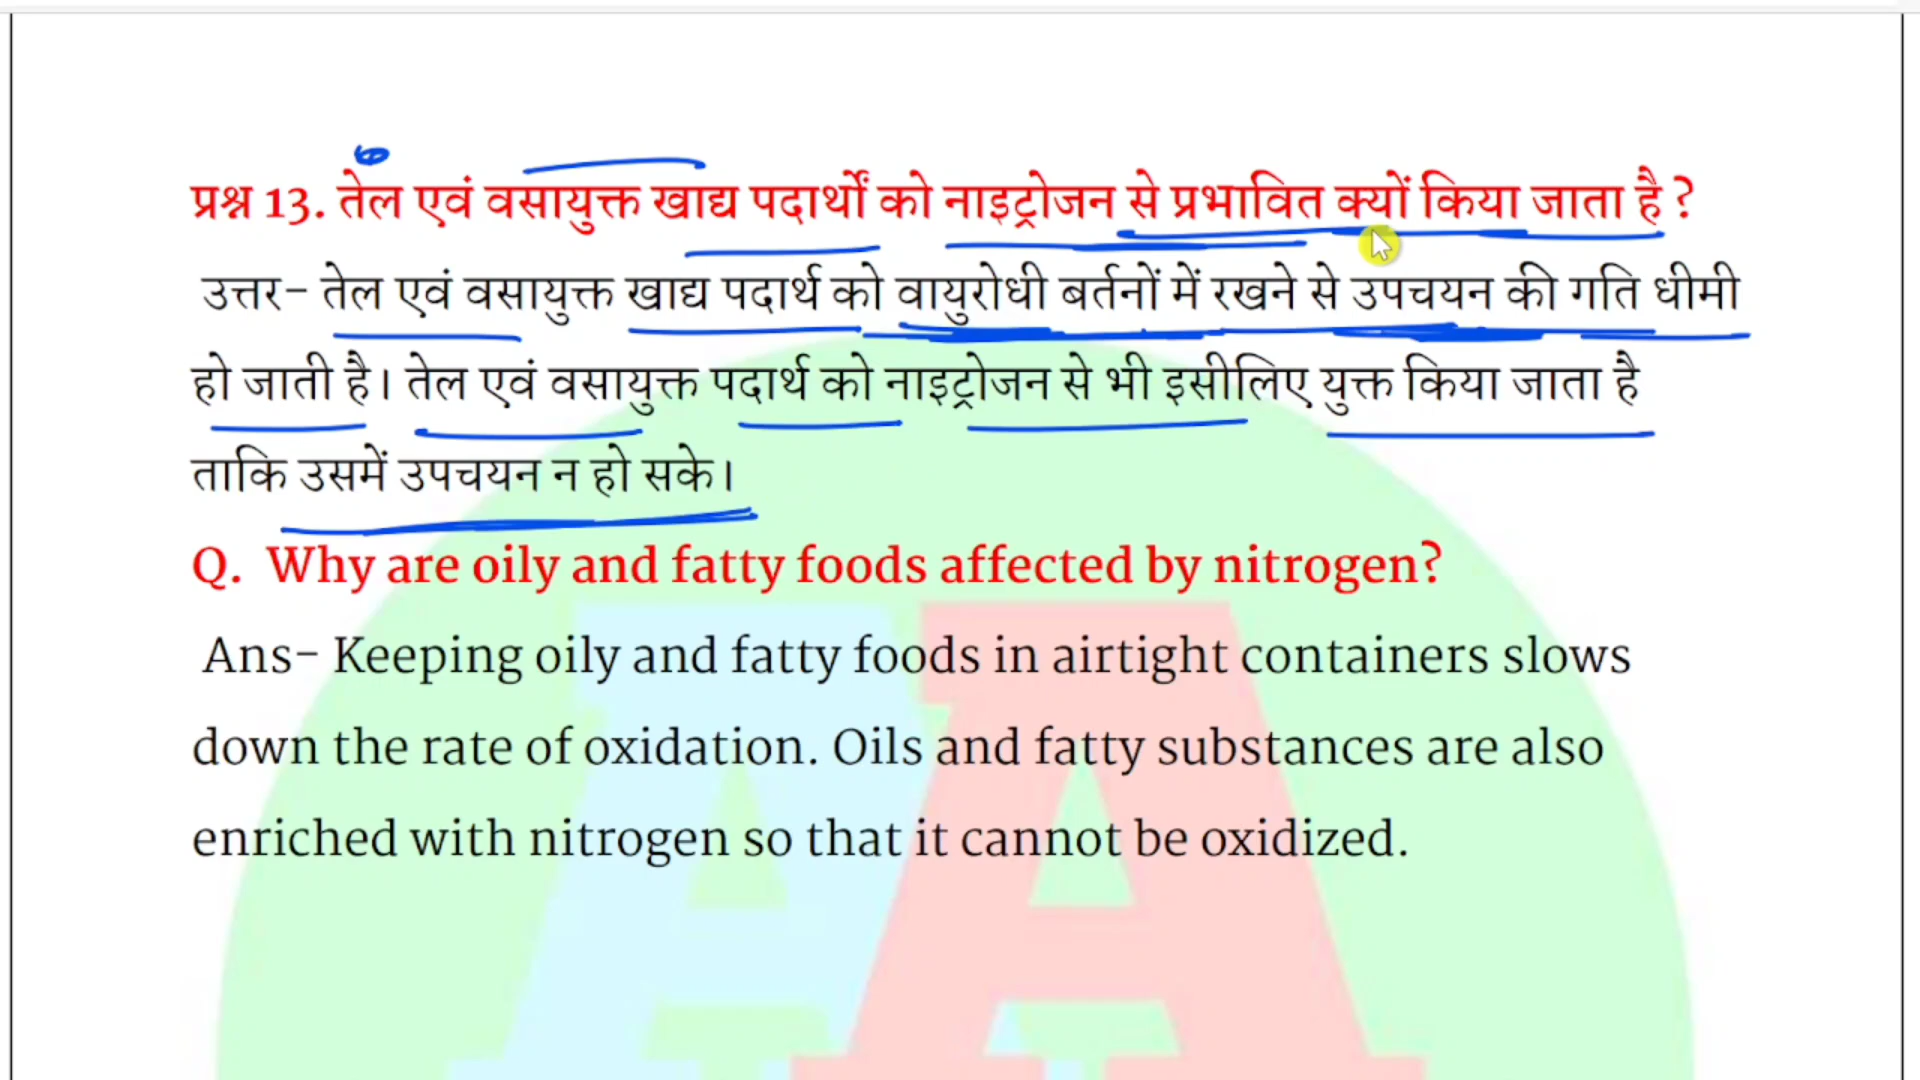 प्रश्न 13. तेल एवं वसायुक्त खाद्य पदार्थों को नाइट्रोजन से प्रभावित क्यों किया जाता है ?
उत्तर- तेल एवं वसायुक्त खाद्य पदार्थ को वायुरोधी बर्तनों में रखने से उपचयन की गति धीमी
हो जाती है। तेल एवं वसायुक्त पदार्थ को नाइट्रोजन से भी इसीलिए युक्त किया जाता है
ताकि उसमें उपचयन न हो सके।
Q. Why are oily and fatty foods affected by nitrogen?
Ans- Keeping oily and fatty foods in airtight containers slows
down the rate of oxidation. Oils and fatty substances are also
enriched with nitrogen so that it cannot be oxidized.
AA